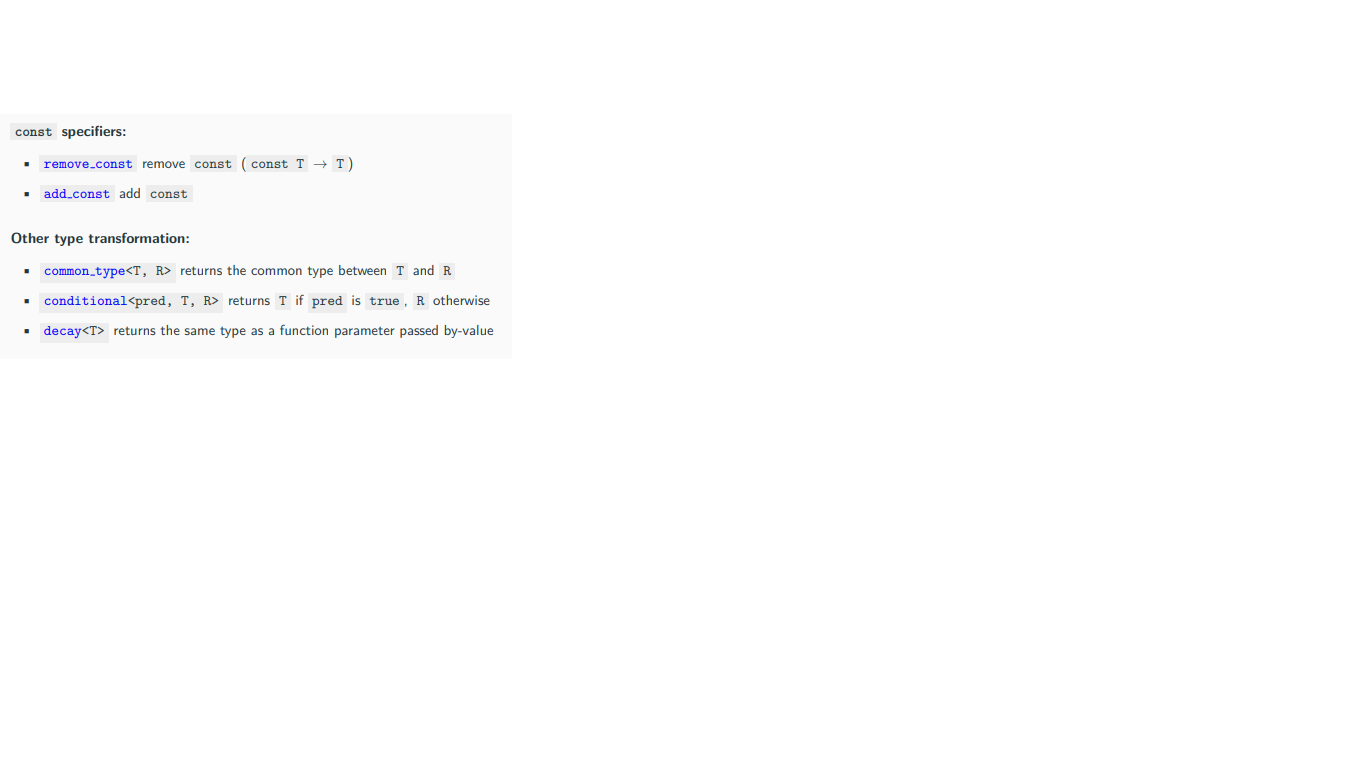 const specifiers:
▪ remove_const remove const (const T → T)
▪ add_const add const
Other type transformation:
▪ common_type<T, R> returns the common type between T and R
▪ conditional<pred, T, R> returns T if pred is true, R otherwise
▪ decay<T> returns the same type as a function parameter passed by-value